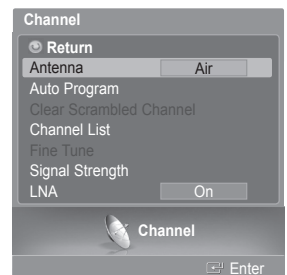 Channel
Return
Antenna Air
Auto Program
Clear Scrambled Channel
Channel List
Fine Tune
Signal Strength
LNA On
Channel
Enter